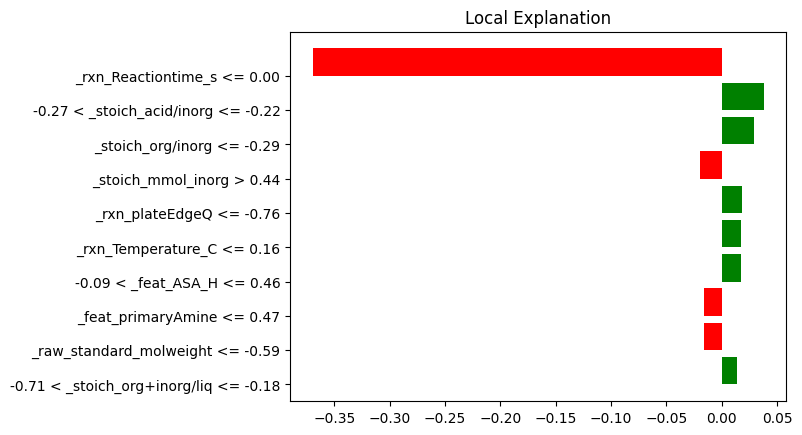 Local Explanation
_rxn_Reactiontime_s <= 0.00
-0.27 < _stoich_acid/inorg <= -0.22
_stoich_org/inorg <= -0.29
_stoich_mmol_inorg > 0.44
_rxn_plateEdgeQ <= -0.76
_rxn_Temperature_C <= 0.16
-0.09 < _feat_ASA_H <= 0.46
_feat_primaryAmine <= 0.47
_raw_standard_molweight <= -0.59
-0.71 < _stoich_org+inorg/liq <= -0.18
−0.35 −0.30 −0.25 −0.20 −0.15 −0.10 −0.05 0.00 0.05